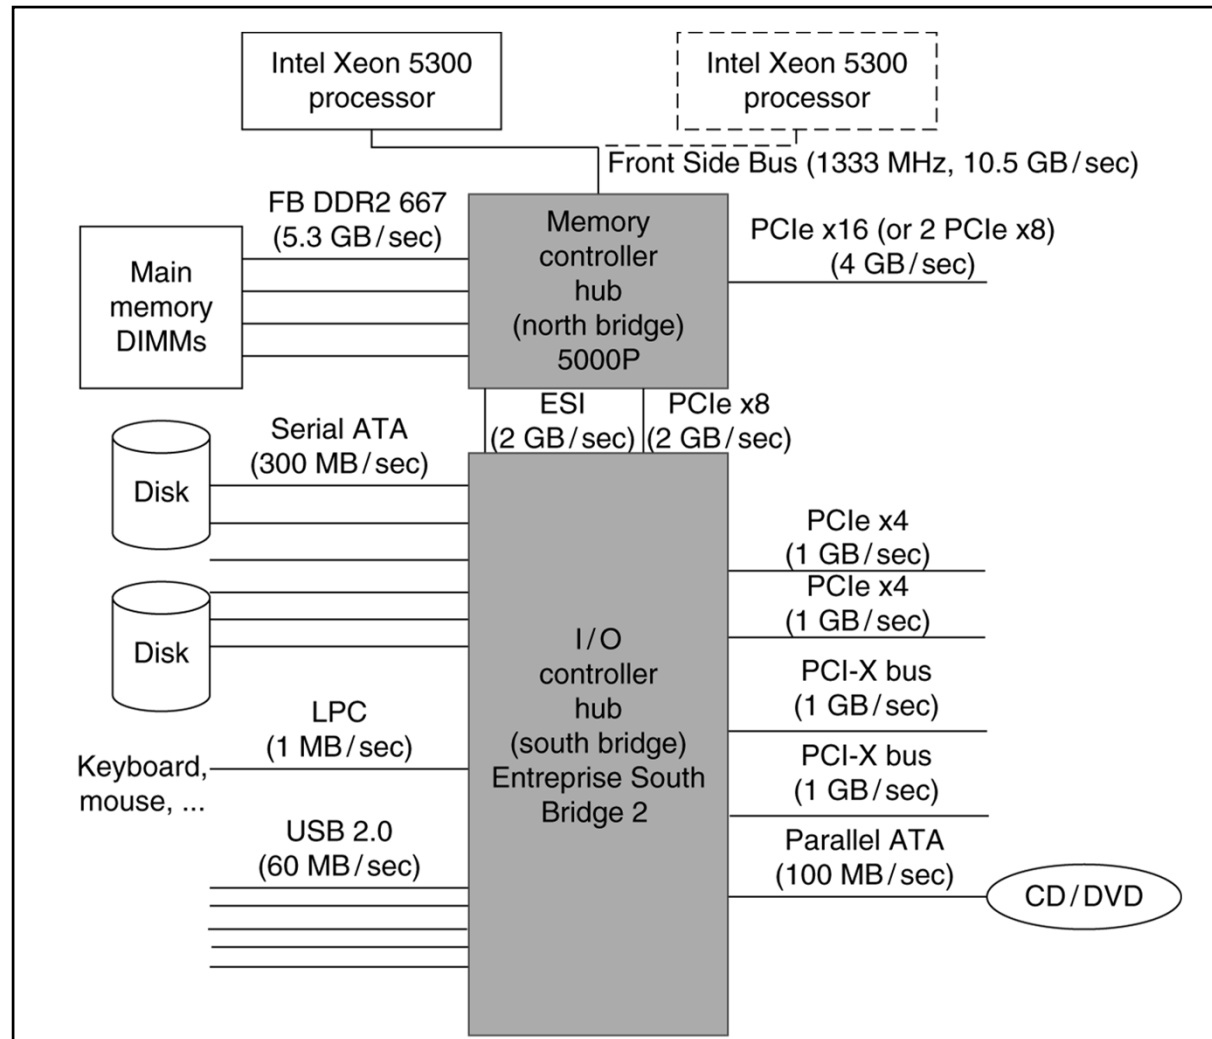 Intel Xeon 5300
processor
Intel Xeon 5300
processor
Front Side Bus (1333 MHz, 10.5 GB/sec)
FB DDR2 667
(5.3 GB/sec)
Main
memory
DIMMs
Memory
controller
hub
(north bridge)
5000P
PCIe x16 (or 2 PCIe x8)
(4 GB/sec)
ESI
(2 GB/sec)
PCIe x8
(2 GB/sec)
Serial ATA
(300 MB/sec)
Disk
Disk
LPC
(1 MB/sec)
Keyboard,
mouse, ...
USB 2.0
(60 MB/sec)
I/O
controller
hub
(south bridge)
Entreprise South
Bridge 2
PCIe x4
(1 GB/sec)
PCIe x4
(1 GB/sec)
PCI-X bus
(1 GB/sec)
PCI-X bus
(1 GB/sec)
Parallel ATA
(100 MB/sec)
CD/DVD